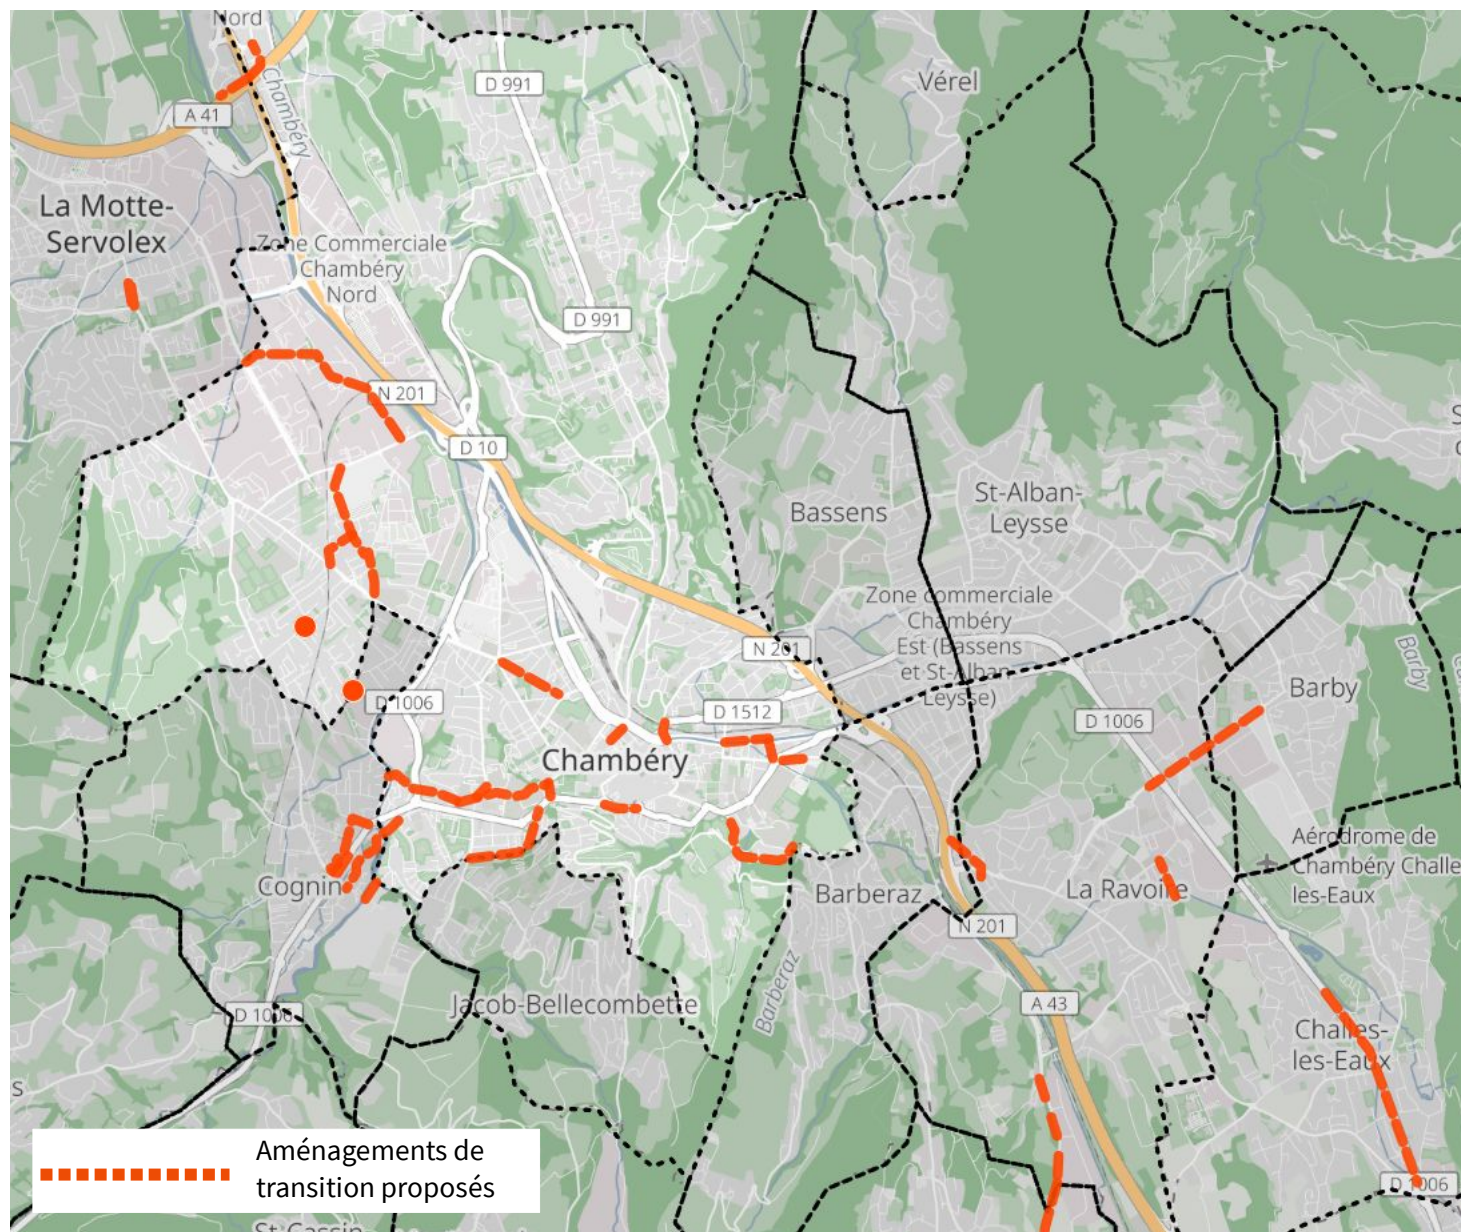 Nord
D 991
Vérel
A 41
Chambéry
La Motte-
Servolex
Zone Commerciale
Chambéry
Nord
D 991
N 201
D 10
Bassens
St-Alban-
Leysse
Zone commerciale
Chambéry
Est (Bassens
et St-Alban
Leysse)
N 201
Barby
Barby
D 1006
D 1512
D 1006
Chambéry
Aérodrome de
Chambéry Challe
les-Eaux
Cognin
Barberaz
La Ravoire
N 201
Barberaz
Jacob-Bellecombette
D 1006
A 43
Challes-
les-Eaux
s
D 1006
Aménagements de
transition proposés
St-Cassin